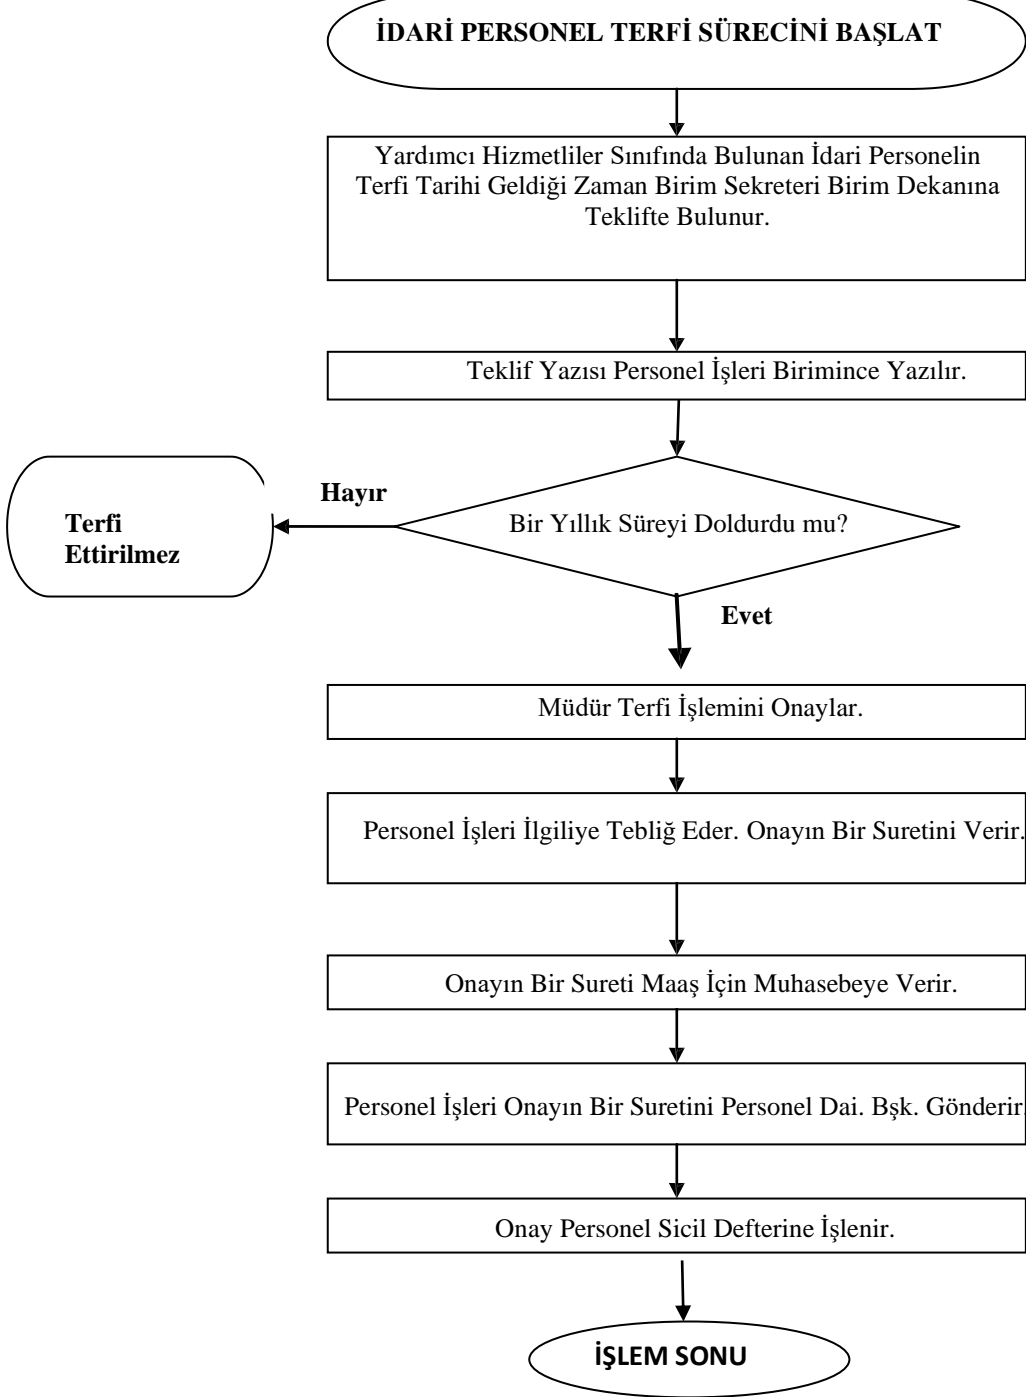 İDARİ PERSONEL TERFİ SÜRECİNİ BAŞLAT
Yardımcı Hizmetliler Sınıfında Bulunan İdari Personelin
Terfi Tarihi Geldiği Zaman Birim Sekreteri Birim Dekanına
Teklifte Bulunur.
Teklif Yazısı Personel İşleri Birimince Yazılır.
Hayır
Bir Yıllık Süreyi Doldurdu mu?
Terfi
Ettirilmez
Evet
Müdür Terfi İşlemini Onaylar.
Personel İşleri İlgiliye Tebliğ Eder. Onayın Bir Suretini Verir.
Onayın Bir Sureti Maaş İçin Muhasebeye Verir.
Personel İşleri Onayın Bir Suretini Personel Dai. Bşk. Gönderir.
Onay Personel Sicil Defterine İşlenir.
İŞLEM SONU